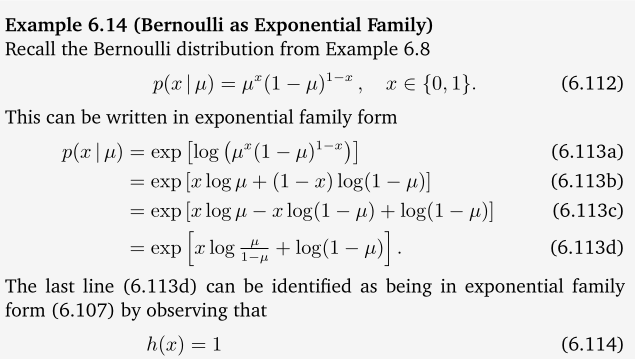 Example 6.14 (Bernoulli as Exponential Family)
Recall the Bernoulli distribution from Example 6.8
p(x | μ) = μ^x(1 − μ)^{1−x} , x ∈ {0, 1}. (6.112)
This can be written in exponential family form
p(x | μ) = exp [log (μ^x(1 − μ)^{1−x})] (6.113a)
= exp [x log μ + (1 − x) log(1 − μ)] (6.113b)
= exp [x log μ − x log(1 − μ) + log(1 − μ)] (6.113c)
= exp [x log μ/(1−μ) + log(1 − μ)] . (6.113d)
The last line (6.113d) can be identified as being in exponential family
form (6.107) by observing that
h(x) = 1 (6.114)